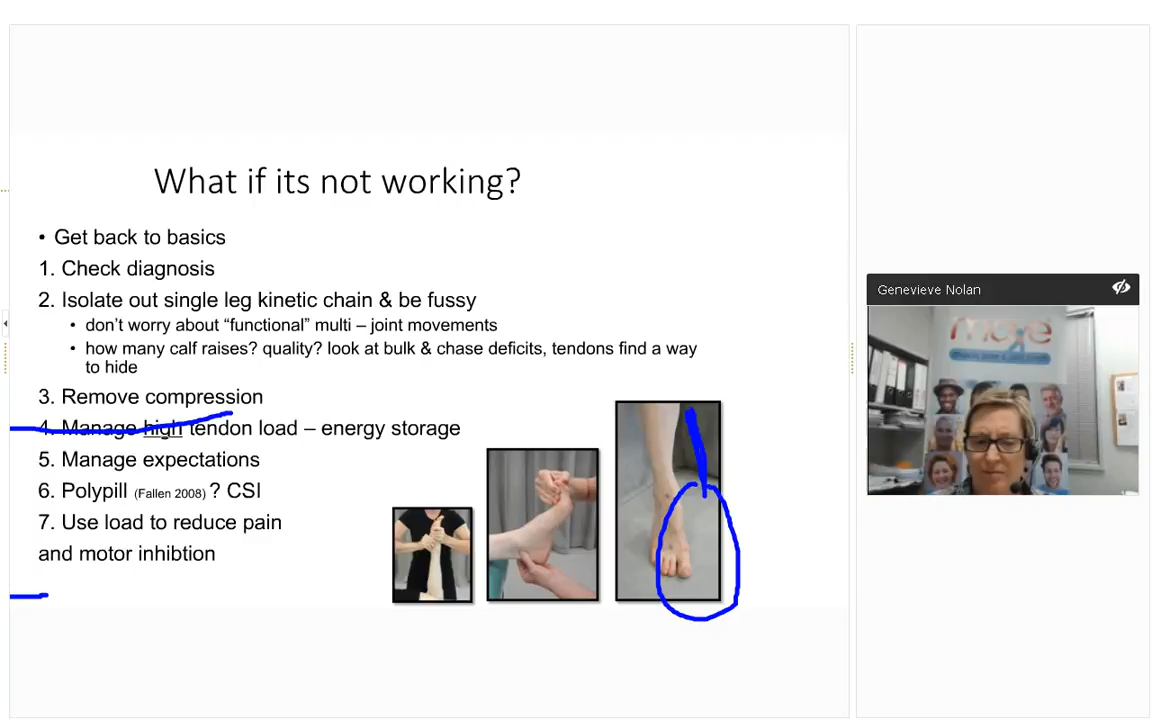 What if its not working?
• Get back to basics
1. Check diagnosis
2. Isolate out single leg kinetic chain & be fussy
• don’t worry about “functional” multi – joint movements
• how many calf raises? quality? look at bulk & chase deficits, tendons find a way
to hide
3. Remove compression
4. Manage high tendon load – energy storage
5. Manage expectations
6. Polypill (Fallen 2008) ? CSI
7. Use load to reduce pain
and motor inhibtion
Genevieve Nolan
move